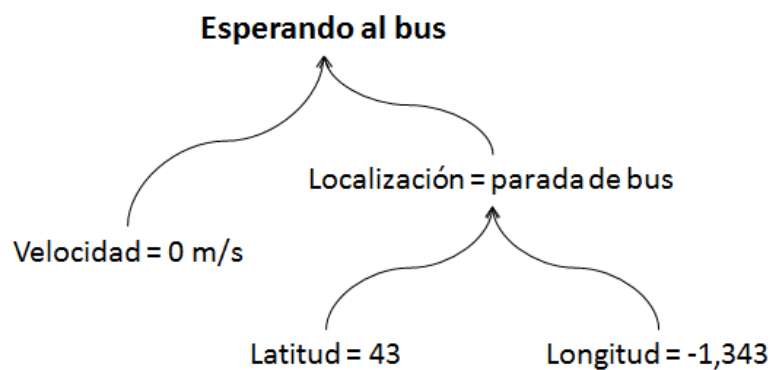 Esperando al bus
Localización = parada de bus
Velocidad = 0 m/s
Latitud = 43
Longitud = -1,343